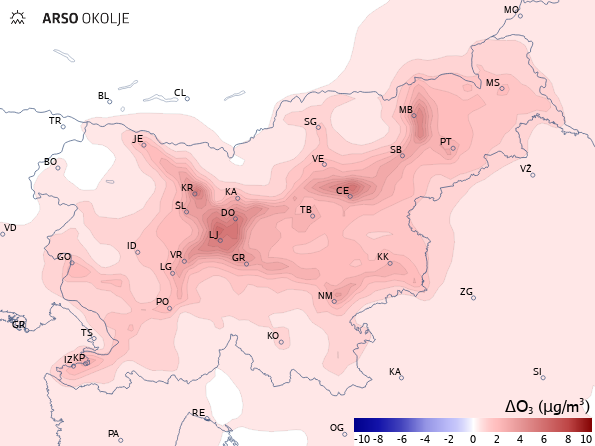 ARSO OKOLJE
MO
BL
CL
MS
TR
SG
MB
JE
VE
SB
PT
BO
VŽ
KR
KA
CE
ŠL
DO
TB
VD
LJ
ID
VR
GR
KK
GO
LG
NM
ZG
PO
GR
TS
KO
IZ KP
KA
SI
RE
ΔO₃ (μg/m³)
PA
OG
-10 -8 -6 -4 -2 0 2 4 6 8 10